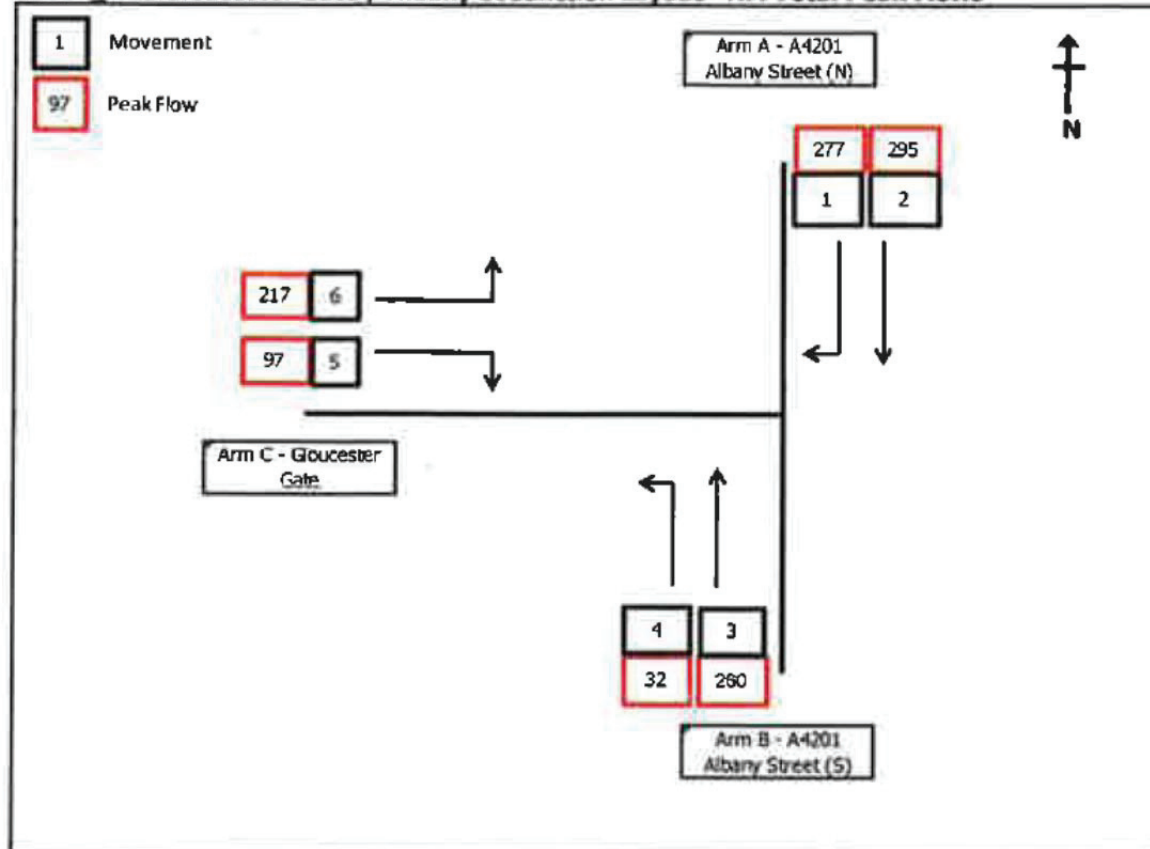 1 Movement
97 Peak Flow
Arm A - A4201
Albany Street (N)
N
277 295
1 2
217 6
97 5
Arm C - Gloucester
Gate
4 3
32 260
Arm B - A4201
Albany Street (S)